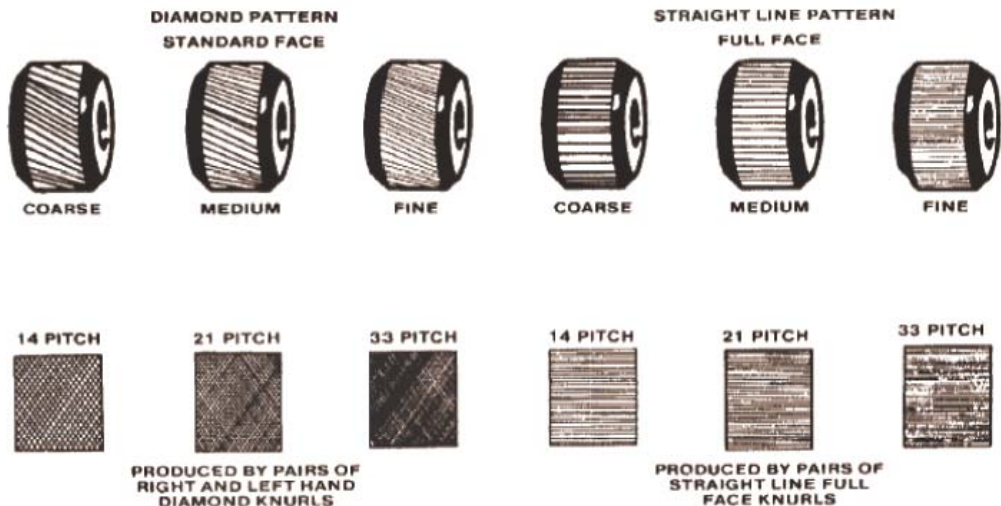 DIAMOND PATTERN
STANDARD FACE
COARSE
MEDIUM
FINE
STRAIGHT LINE PATTERN
FULL FACE
COARSE
MEDIUM
FINE
14 PITCH
21 PITCH
33 PITCH
PRODUCED BY PAIRS OF
RIGHT AND LEFT HAND
DIAMOND KNURLS
14 PITCH
21 PITCH
33 PITCH
PRODUCED BY PAIRS OF
STRAIGHT LINE FULL
FACE KNURLS